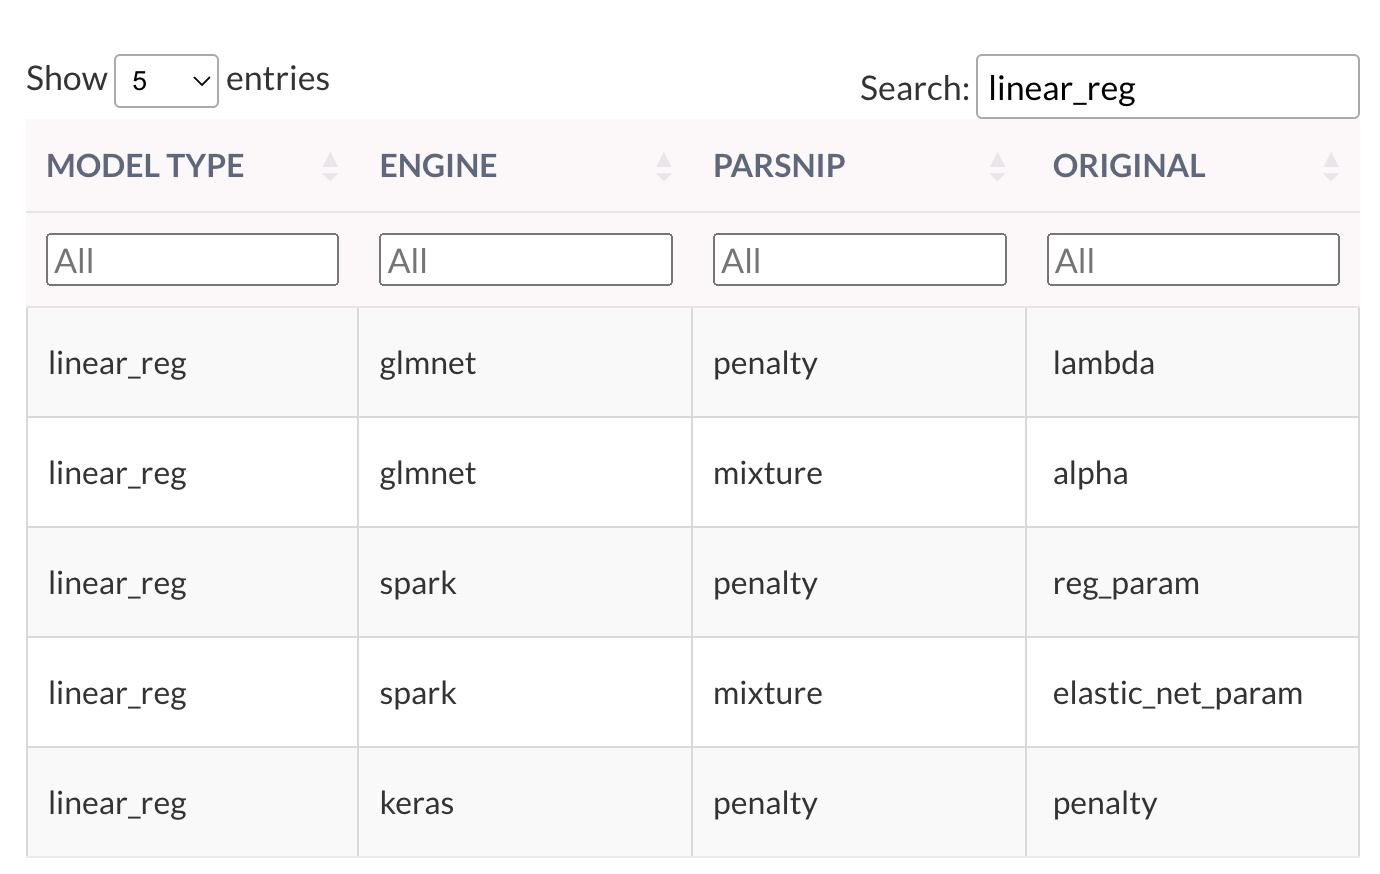 Show 5 entries
Search: linear_reg
MODEL TYPE ENGINE PARSNIP ORIGINAL
All All All All
linear_reg glmnet penalty lambda
linear_reg glmnet mixture alpha
linear_reg spark penalty reg_param
linear_reg spark mixture elastic_net_param
linear_reg keras penalty penalty